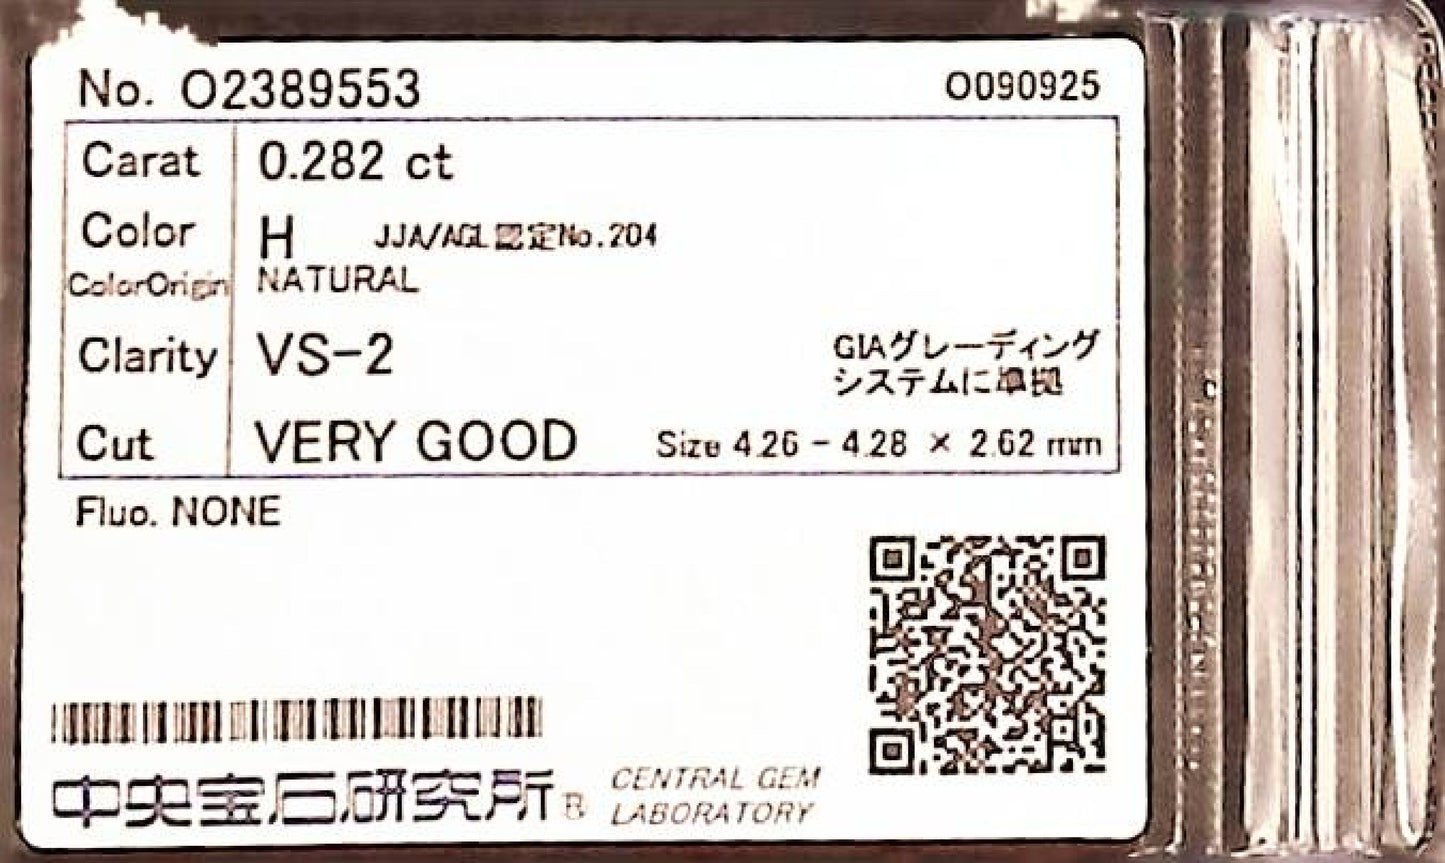 No. O2389553 O090925
Carat 0.282 ct
Color H JJA/AGL認定No.204
ColorOrigin NATURAL
Clarity VS-2 GIAグレーディング
システムに準拠
Cut VERY GOOD Size 4.26 - 4.28 × 2.62 mm
Fluo. NONE
中央宝石研究所® CENTRAL GEM
LABORATORY